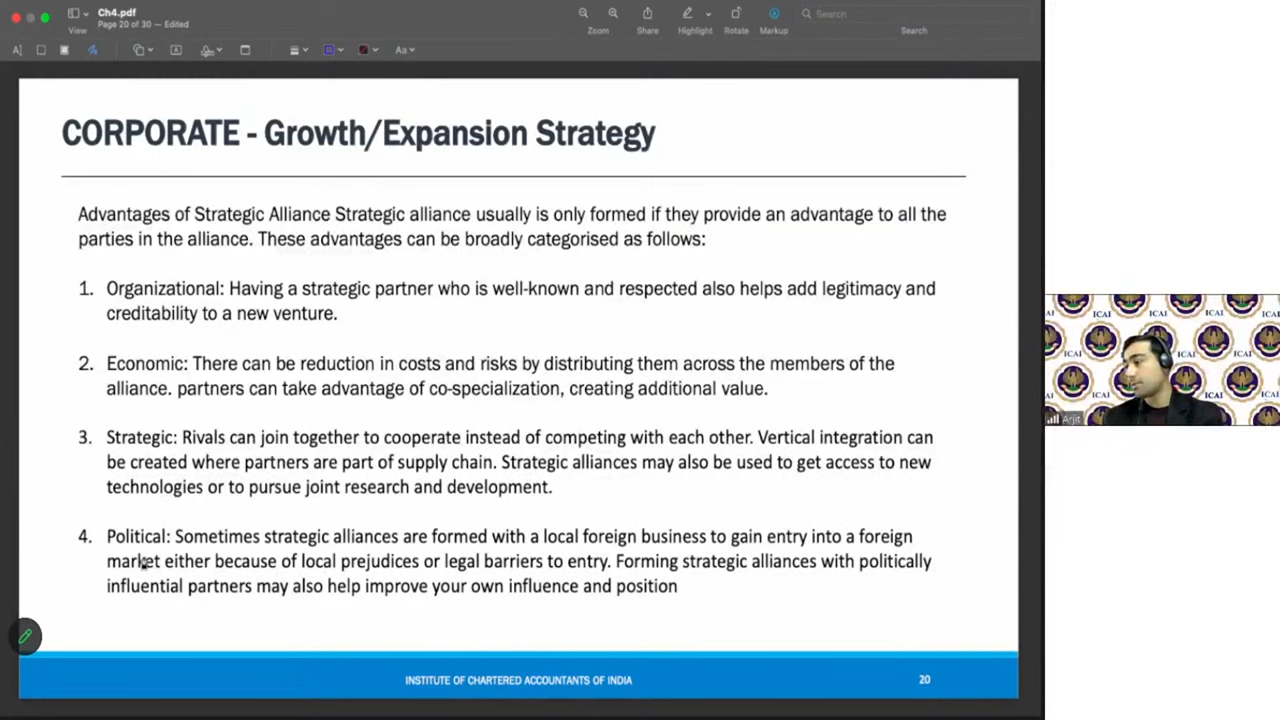 Ch4.pdf
Page 20 of 30 — Edited
View
Zoom
Share
Highlight
Rotate
Markup
Search
Search
CORPORATE - Growth/Expansion Strategy
Advantages of Strategic Alliance Strategic alliance usually is only formed if they provide an advantage to all the
parties in the alliance. These advantages can be broadly categorised as follows:
1. Organizational: Having a strategic partner who is well-known and respected also helps add legitimacy and
creditability to a new venture.
2. Economic: There can be reduction in costs and risks by distributing them across the members of the
alliance. partners can take advantage of co-specialization, creating additional value.
3. Strategic: Rivals can join together to cooperate instead of competing with each other. Vertical integration can
be created where partners are part of supply chain. Strategic alliances may also be used to get access to new
technologies or to pursue joint research and development.
4. Political: Sometimes strategic alliances are formed with a local foreign business to gain entry into a foreign
market either because of local prejudices or legal barriers to entry. Forming strategic alliances with politically
influential partners may also help improve your own influence and position
INSTITUTE OF CHARTERED ACCOUNTANTS OF INDIA
20
ICAI ICAI
ICAI
ICAI
Arjit